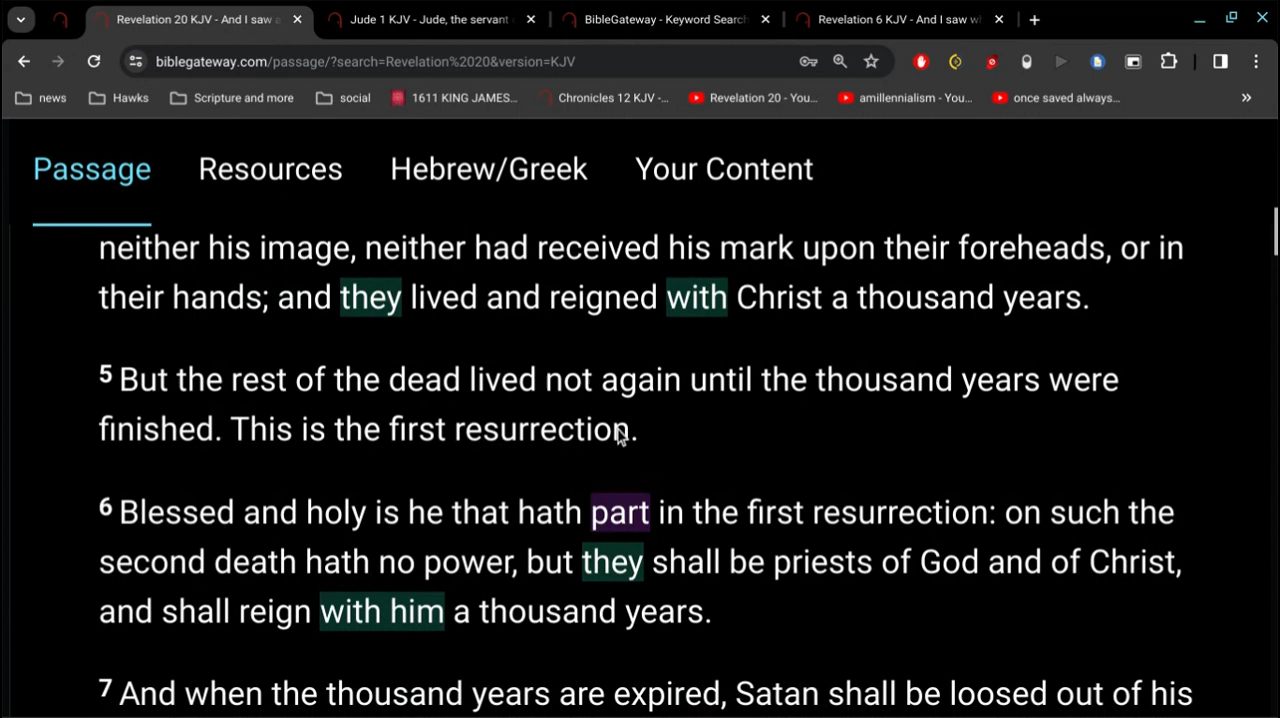 Revelation 20 KJV - And I saw a
Jude 1 KJV - Jude, the servant
BibleGateway - Keyword Search
Revelation 6 KJV - And I saw wh
biblegateway.com/passage/?search=Revelation%2020&version=KJV
news
Hawks
Scripture and more
social
1611 KING JAMES...
Chronicles 12 KJV -...
Revelation 20 - You...
amillennialism - You...
once saved always...
Passage
Resources
Hebrew/Greek
Your Content
neither his image, neither had received his mark upon their foreheads, or in
their hands; and they lived and reigned with Christ a thousand years.
5 But the rest of the dead lived not again until the thousand years were
finished. This is the first resurrection.
6 Blessed and holy is he that hath part in the first resurrection: on such the
second death hath no power, but they shall be priests of God and of Christ,
and shall reign with him a thousand years.
7 And when the thousand years are expired, Satan shall be loosed out of his